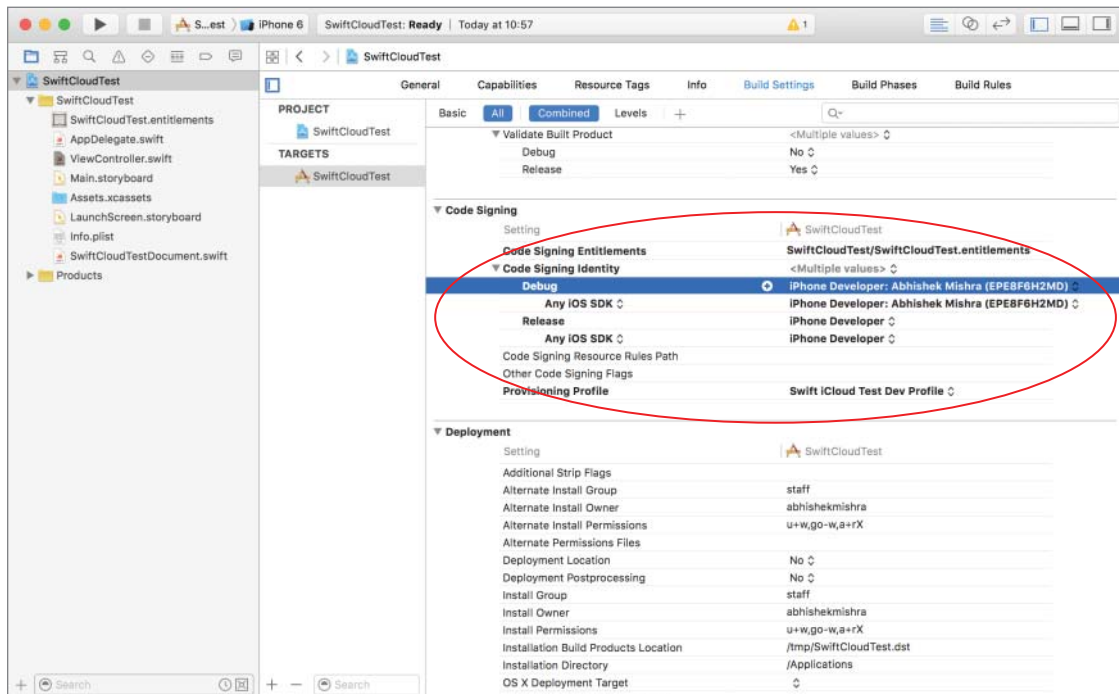 S...est iPhone 6 SwiftCloudTest: Ready Today at 10:57 1
SwiftCloudTest
SwiftCloudTest
SwiftCloudTest
SwiftCloudTest.entitlements
AppDelegate.swift
ViewController.swift
Main.storyboard
Assets.xcassets
LaunchScreen.storyboard
Info.plist
SwiftCloudTestDocument.swift
Products
Search
General Capabilities Resource Tags Info Build Settings Build Phases Build Rules
PROJECT
SwiftCloudTest
TARGETS
SwiftCloudTest
Search
Basic All Combined Levels
Validate Built Product <Multiple values>
Debug No
Release Yes
Code Signing
Setting SwiftCloudTest
Code Signing Entitlements SwiftCloudTest/SwiftCloudTest.entitlements
Code Signing Identity <Multiple values>
Debug iPhone Developer: Abhishek Mishra (EPE8F6H2MD)
Any iOS SDK iPhone Developer: Abhishek Mishra (EPE8F6H2MD)
Release iPhone Developer
Any iOS SDK iPhone Developer
Code Signing Resource Rules Path
Other Code Signing Flags
Provisioning Profile Swift iCloud Test Dev Profile
Deployment
Setting SwiftCloudTest
Additional Strip Flags
Alternate Install Group staff
Alternate Install Owner abhishekmishra
Alternate Install Permissions u+w,go-w,a+rX
Alternate Permissions Files
Deployment Location No
Deployment Postprocessing No
Install Group staff
Install Owner abhishekmishra
Install Permissions u+w,go-w,a+rX
Installation Build Products Location /tmp/SwiftCloudTest.dst
Installation Directory /Applications
OS X Deployment Target